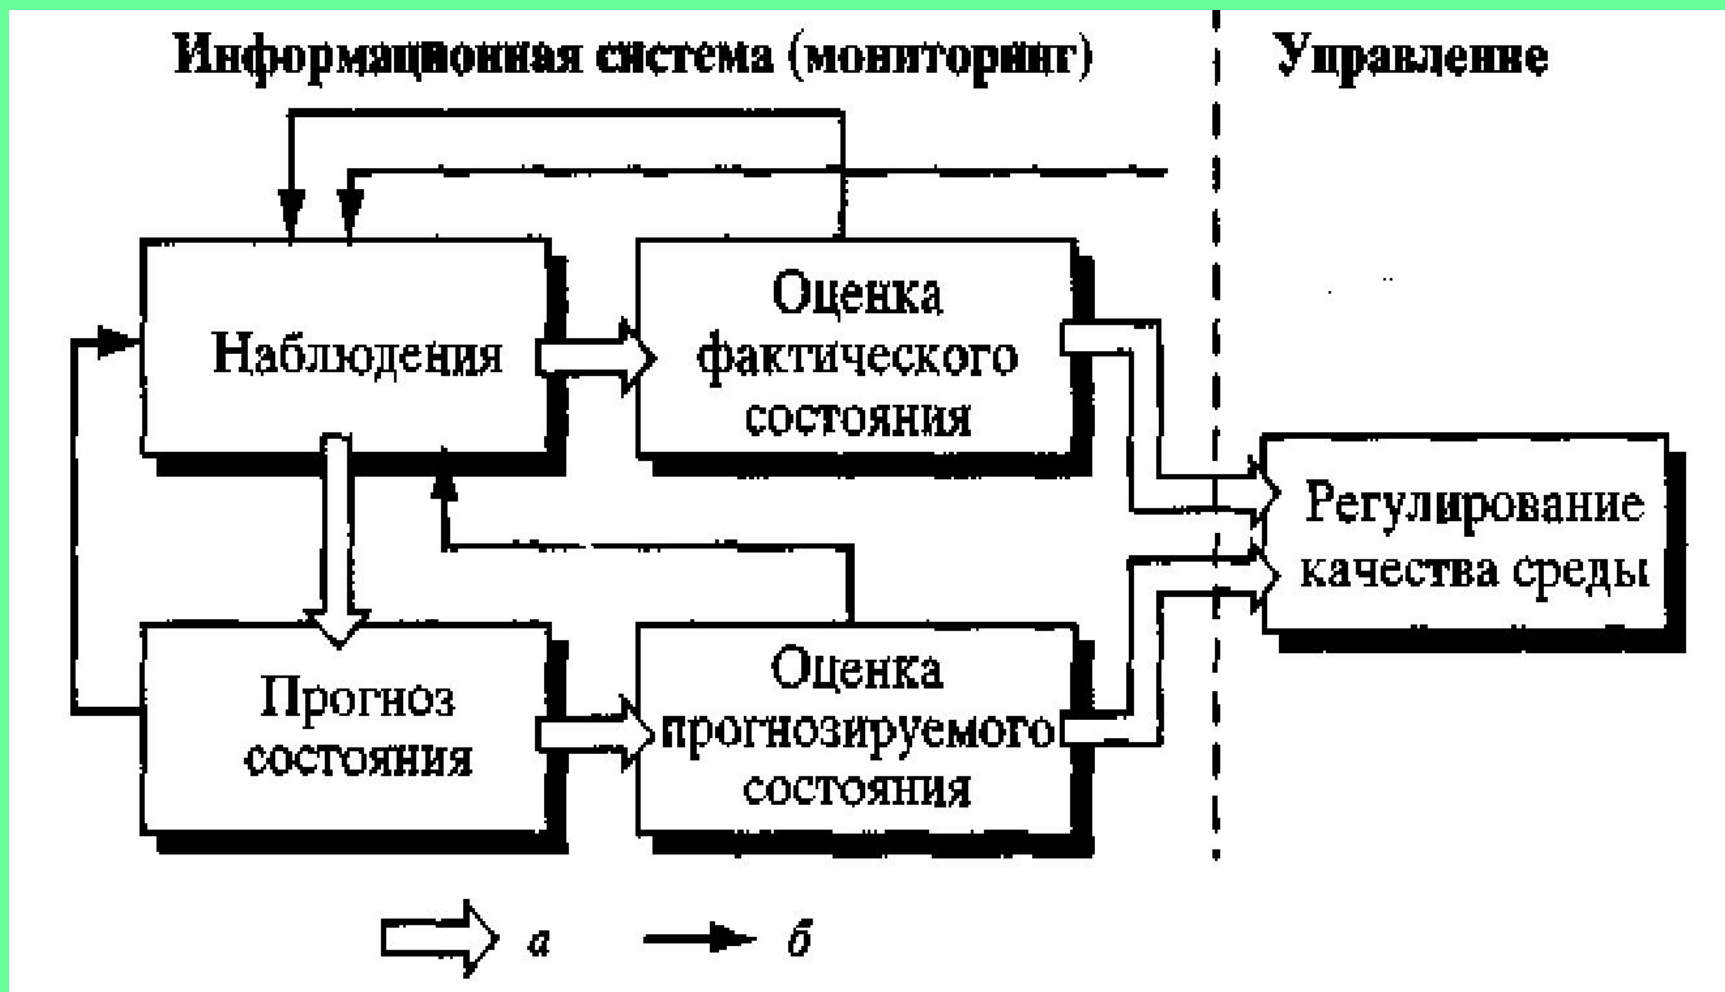 Информационная система (мониторинг)
Управление
Наблюдения
Оценка
фактического
состояния
Регулирование
качества среды
Прогноз
состояния
Оценка
прогнозируемого
состояния
а
б